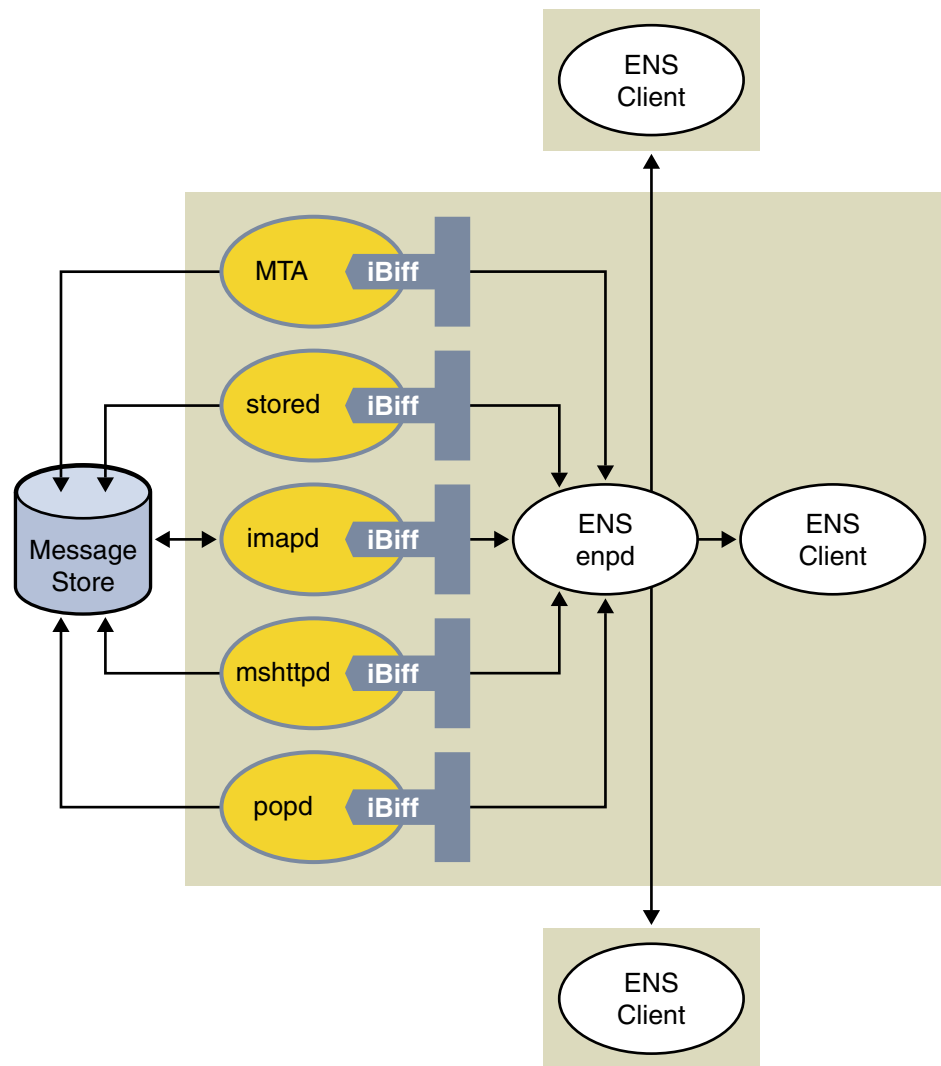 ENS
Client
MTA
iBiff
stored
iBiff
Message
Store
imapd
iBiff
ENS
enpd
ENS
Client
mshttpd
iBiff
popd
iBiff
ENS
Client